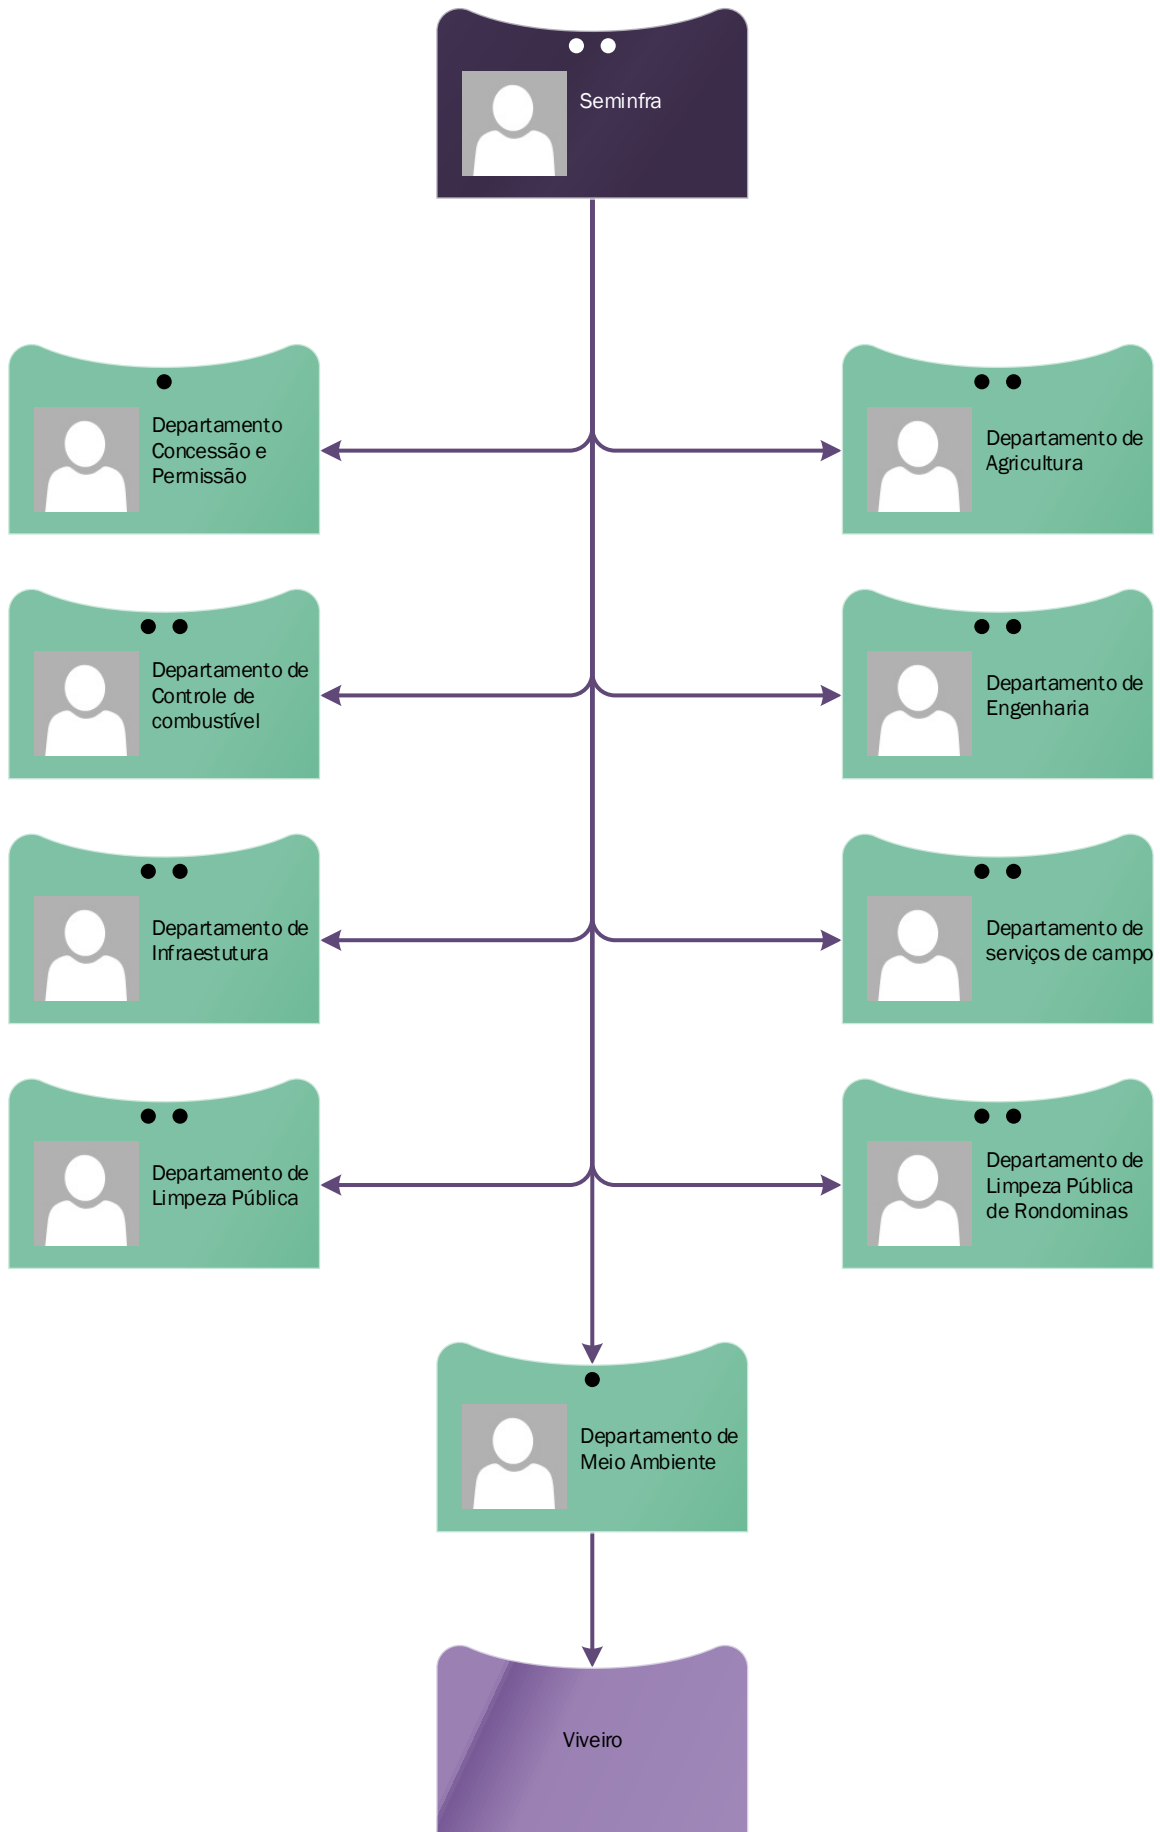 Seminfra
Departamento
Concessão e
Permissão
Departamento de
Agricultura
Departamento de
Controle de
combustível
Departamento de
Engenharia
Departamento de
Infraestutura
Departamento de
serviços de campo
Departamento de
Limpeza Pública
Departamento de
Limpeza Pública
de Rondominas
Departamento de
Meio Ambiente
Viveiro